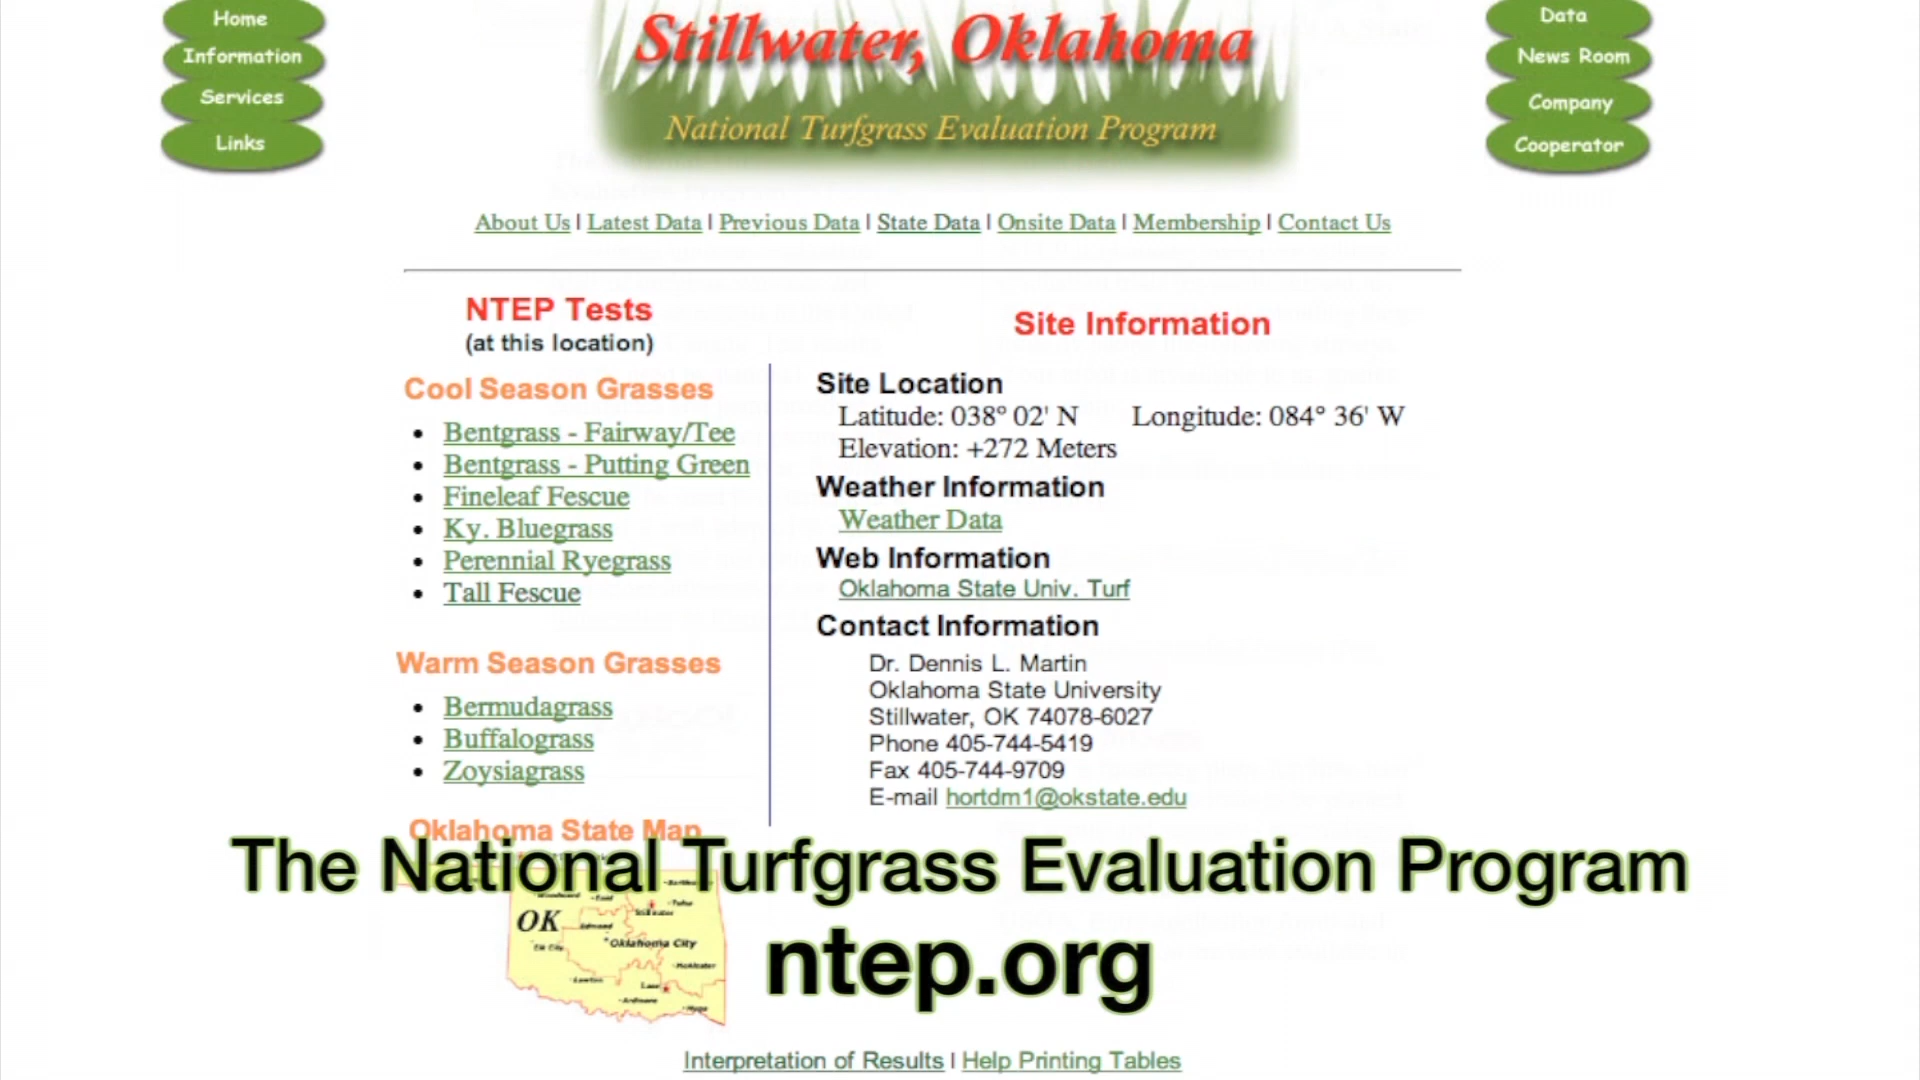 Home
Information
Services
Links
Stillwater, Oklahoma
National Turfgrass Evaluation Program
Data
News Room
Company
Cooperator
About Us | Latest Data | Previous Data | State Data | Onsite Data | Membership | Contact Us
NTEP Tests
(at this location)
Cool Season Grasses
• Bentgrass - Fairway/Tee
• Bentgrass - Putting Green
• Fineleaf Fescue
• Ky. Bluegrass
• Perennial Ryegrass
• Tall Fescue
Warm Season Grasses
• Bermudagrass
• Buffalograss
• Zoysiagrass
Oklahoma State Map
Site Information
Site Location
Latitude: 038° 02' N Longitude: 084° 36' W
Elevation: +272 Meters
Weather Information
Weather Data
Web Information
Oklahoma State Univ. Turf
Contact Information
Dr. Dennis L. Martin
Oklahoma State University
Stillwater, OK 74078-6027
Phone 405-744-5419
Fax 405-744-9709
E-mail hortdm1@okstate.edu
The National Turfgrass Evaluation Program
ntep.org
OK
Stillwater
Oklahoma City
Interpretation of Results | Help Printing Tables